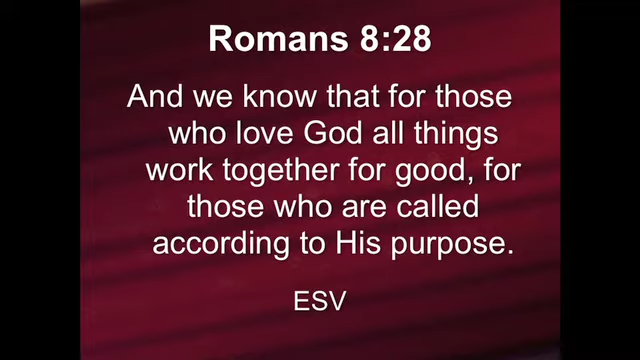 Romans 8:28
And we know that for those
who love God all things
work together for good, for
those who are called
according to His purpose.
ESV